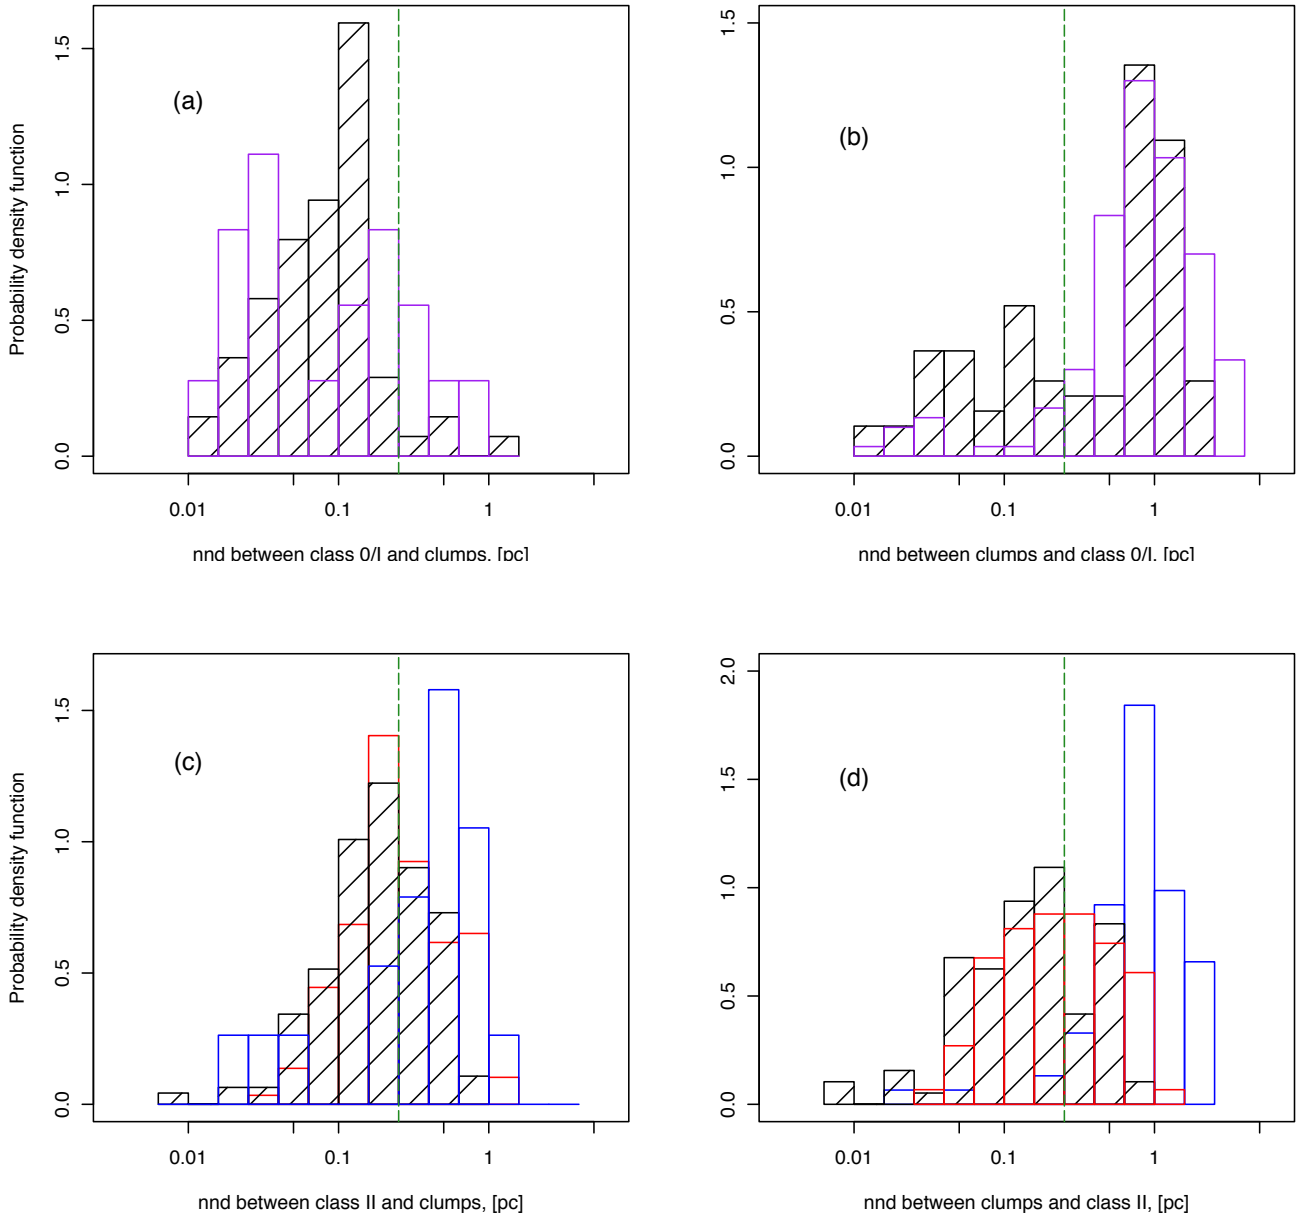 Probability density function
1.5
1.0
0.5
0.0
(a)
0.01 0.1 1
nnd between class 0/I and clumps, [pc]
1.5
1.0
0.5
0.0
(b)
0.01 0.1 1
nnd between clumps and class 0/I, [pc]
Probability density function
1.5
1.0
0.5
0.0
(c)
0.01 0.1 1
nnd between class II and clumps, [pc]
2.0
1.5
1.0
0.5
0.0
(d)
0.01 0.1 1
nnd between clumps and class II, [pc]